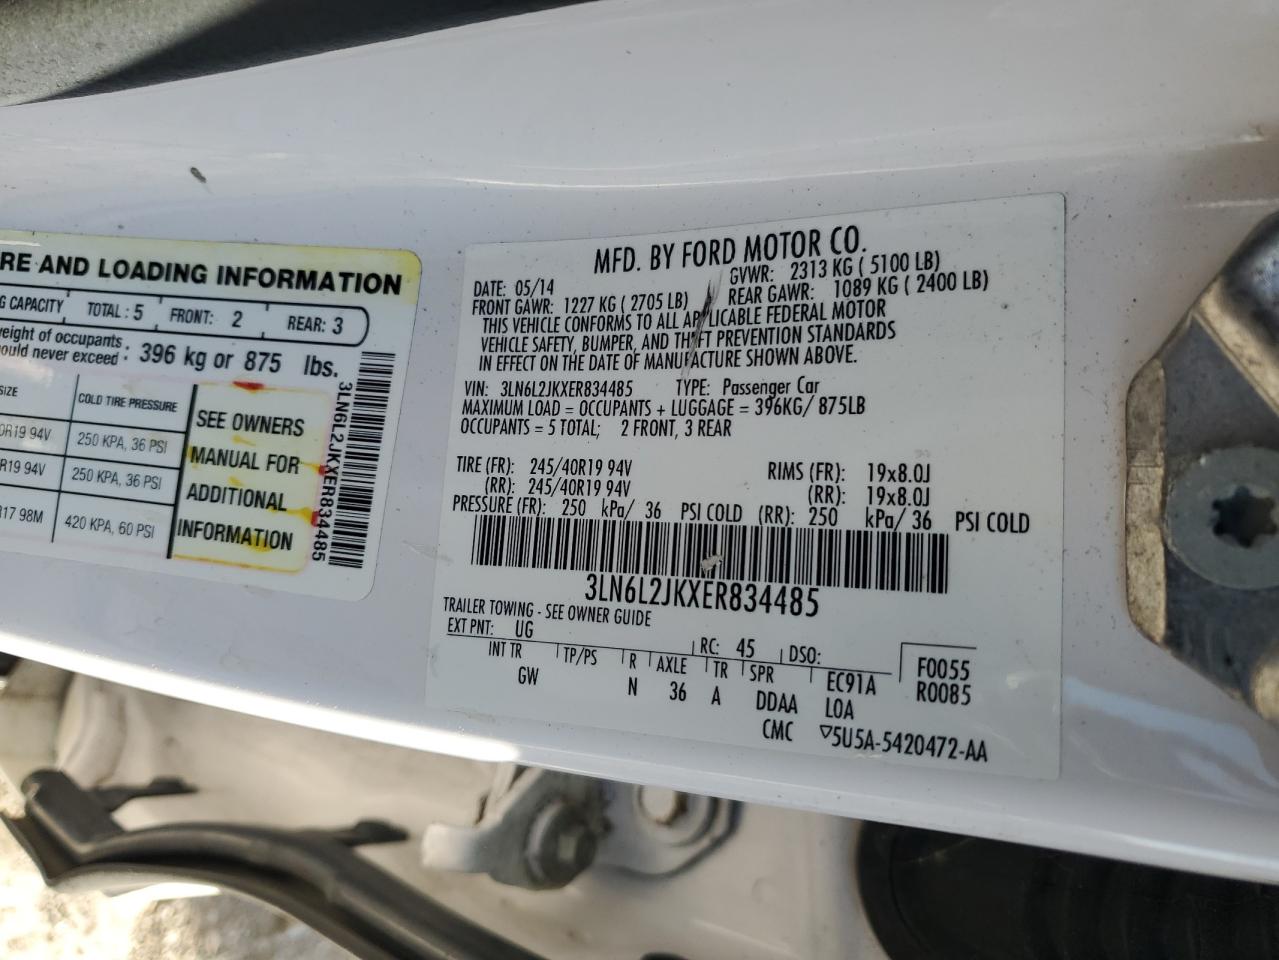 RE AND LOADING INFORMATION
G CAPACITY TOTAL : 5 FRONT: 2 REAR: 3
weight of occupants
ould never exceed : 396 kg or 875 lbs.
SIZE COLD TIRE PRESSURE
0R19 94V 250 KPA, 36 PSI
R19 94V 250 KPA, 36 PSI
R17 98M 420 KPA, 60 PSI
SEE OWNERS
MANUAL FOR
ADDITIONAL
INFORMATION
3LN6L2JKXER834485
MFD. BY FORD MOTOR CO.
DATE: 05/14 GVWR: 2313 KG ( 5100 LB)
FRONT GAWR: 1227 KG ( 2705 LB) REAR GAWR: 1089 KG ( 2400 LB)
THIS VEHICLE CONFORMS TO ALL APPLICABLE FEDERAL MOTOR
VEHICLE SAFETY, BUMPER, AND THEFT PREVENTION STANDARDS
IN EFFECT ON THE DATE OF MANUFACTURE SHOWN ABOVE.
VIN: 3LN6L2JKXER834485 TYPE: Passenger Car
MAXIMUM LOAD = OCCUPANTS + LUGGAGE = 396KG/ 875LB
OCCUPANTS = 5 TOTAL; 2 FRONT, 3 REAR
TIRE (FR): 245/40R19 94V RIMS (FR): 19x8.0J
(RR): 245/40R19 94V (RR): 19x8.0J
PRESSURE (FR): 250 kPa/ 36 PSI COLD (RR): 250 kPa/ 36 PSI COLD
3LN6L2JKXER834485
TRAILER TOWING - SEE OWNER GUIDE
EXT PNT: UG RC: 45 DSO:
INT TR TP/PS R AXLE TR SPR EC91A F0055
GW N 36 A DDAA LOA R0085
CMC ▽5U5A-5420472-AA